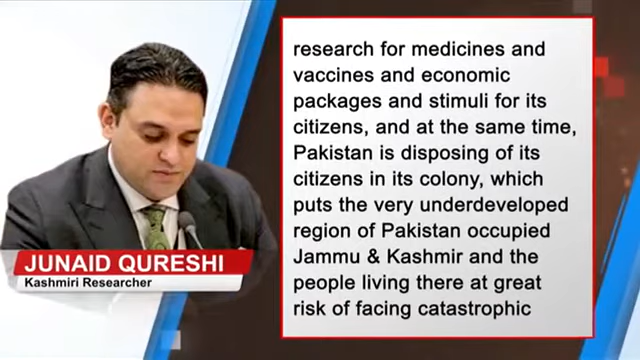 research for medicines and
vaccines and economic
packages and stimuli for its
citizens, and at the same time,
Pakistan is disposing of its
citizens in its colony, which
puts the very underdeveloped
region of Pakistan occupied
Jammu & Kashmir and the
people living there at great
risk of facing catastrophic
JUNAID QURESHI
Kashmiri Researcher